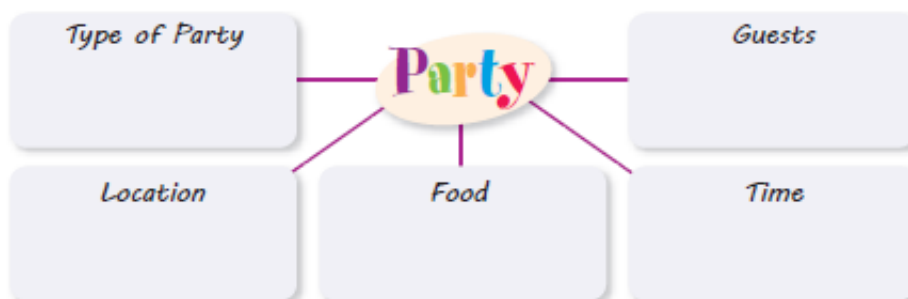 Type of Party
Party
Guests
Location
Food
Time